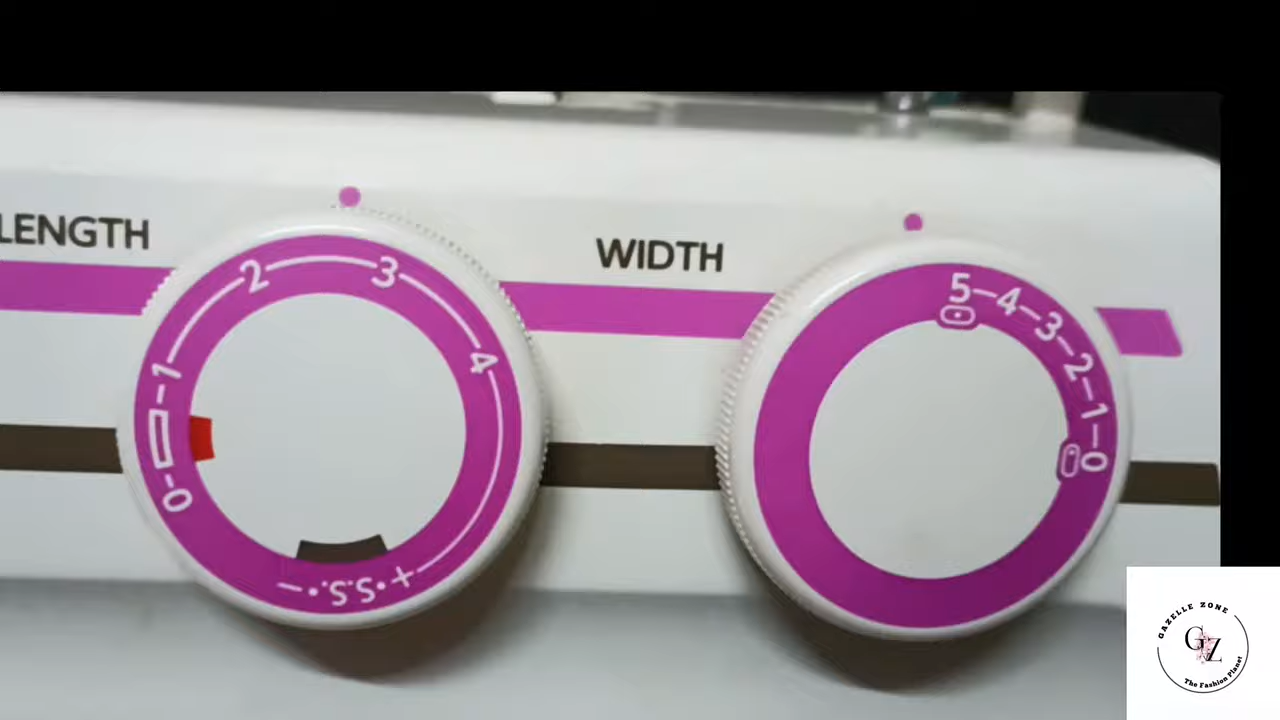 LENGTH
WIDTH
0-1-2-3-4-+•S.S.•-
5-4-3-2-1-0
GAZELLE ZONE
GZ
The Fashion Planet